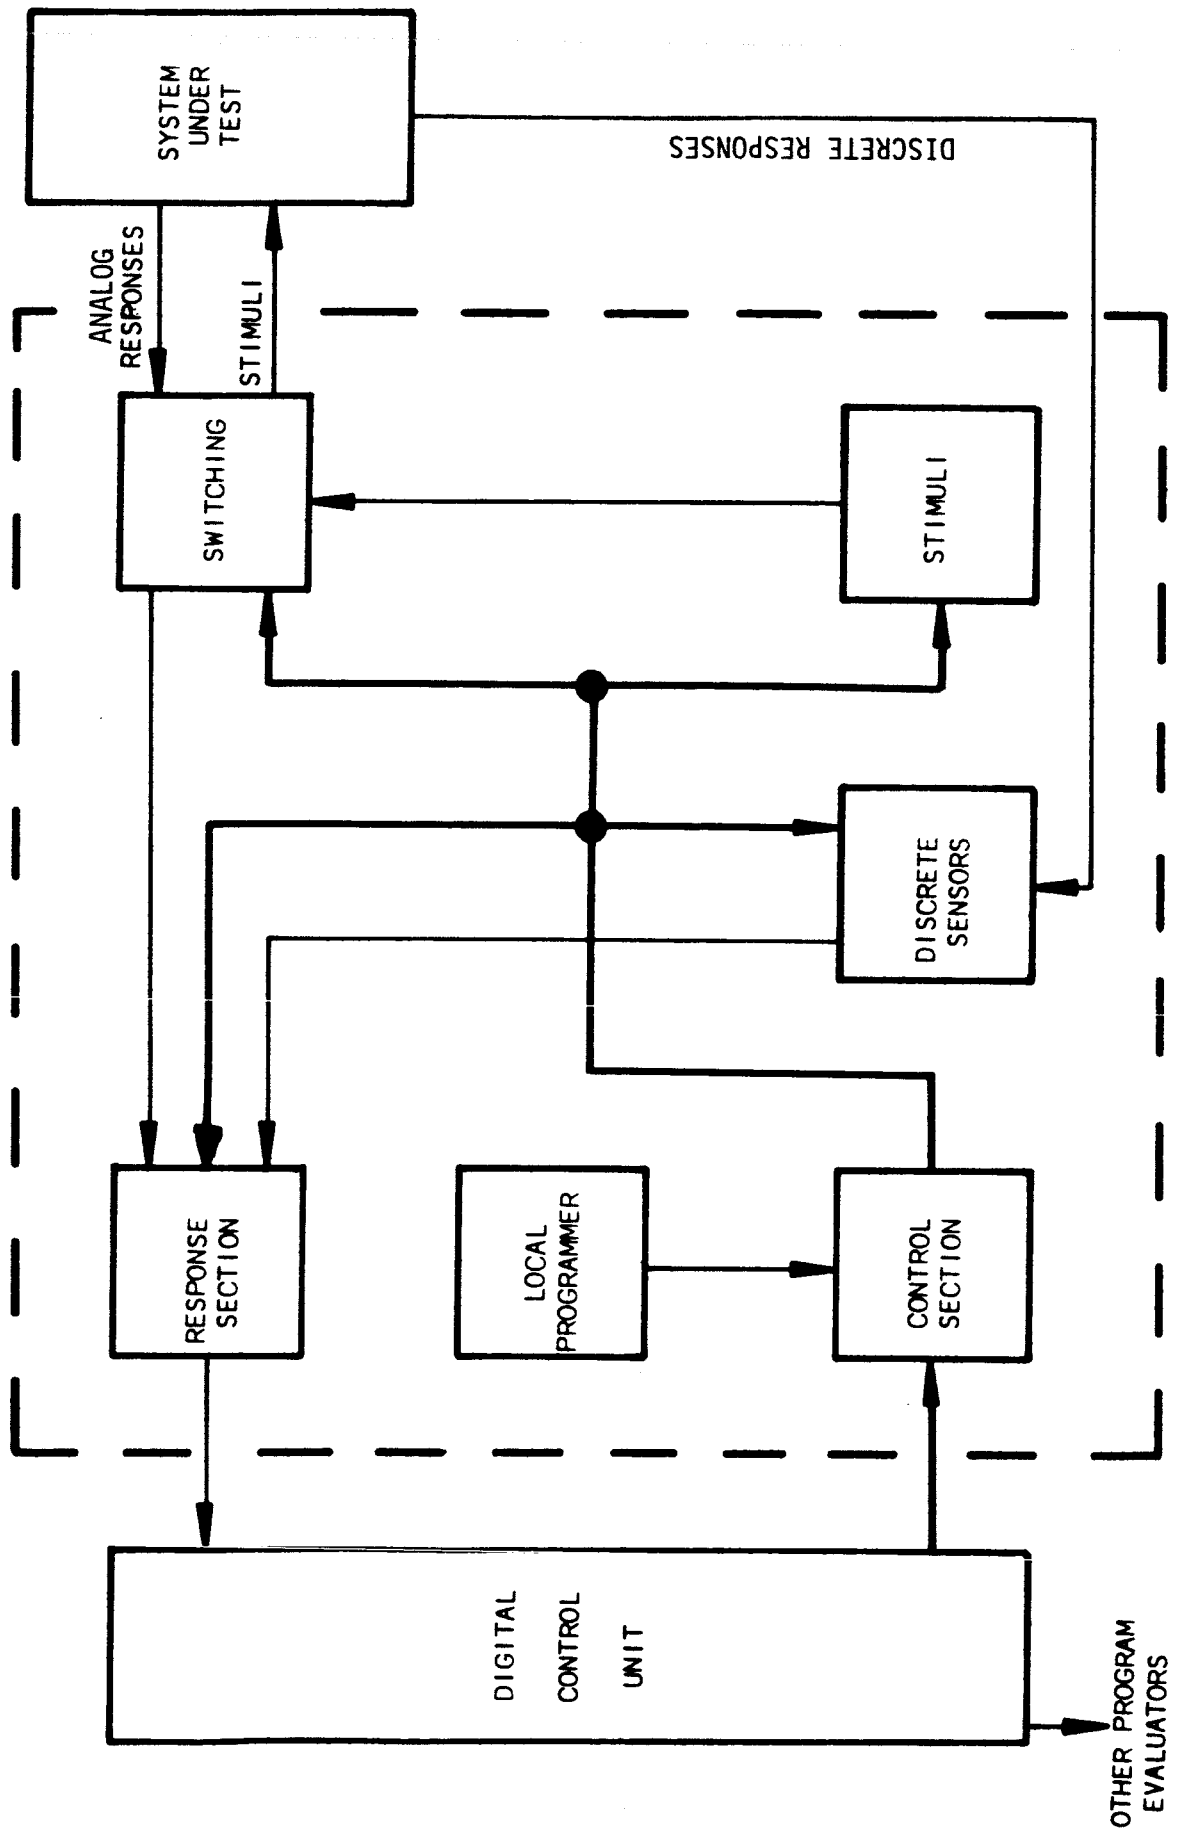 DIGITAL
CONTROL
UNIT
OTHER PROGRAM
EVALUATORS
RESPONSE
SECTION
LOCAL
PROGRAMMER
CONTROL
SECTION
DISCRETE
SENSORS
SWITCHING
STIMULI
ANALOG
RESPONSES
STIMULI
SYSTEM
UNDER
TEST
DISCRETE RESPONSES